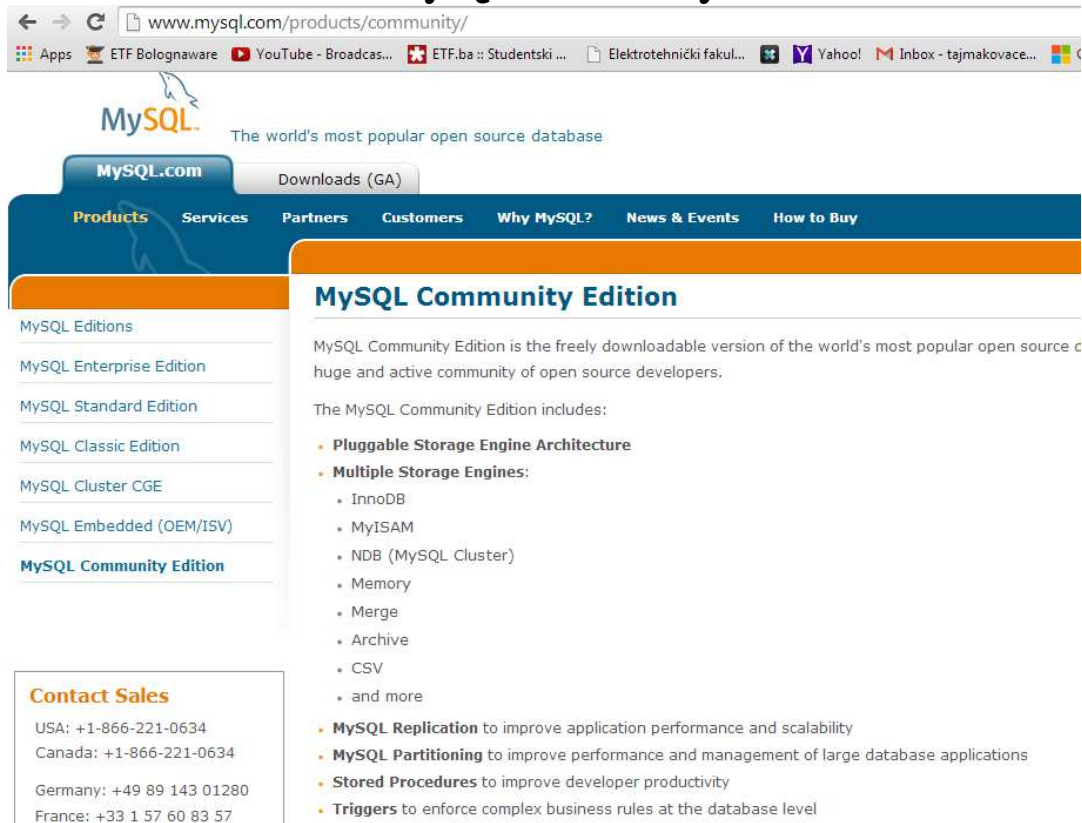 www.mysql.com/products/community/
Apps ETF Bolognaware YouTube - Broadcas... ETF.ba :: Studentski ... Elektrotehnički fakul... Yahoo! Inbox - tajmakovace...
MySQL
The world's most popular open source database
MySQL.com Downloads (GA)
Products Services Partners Customers Why MySQL? News & Events How to Buy
MySQL Community Edition
MySQL Editions
MySQL Enterprise Edition
MySQL Standard Edition
MySQL Classic Edition
MySQL Cluster CGE
MySQL Embedded (OEM/ISV)
MySQL Community Edition
MySQL Community Edition is the freely downloadable version of the world's most popular open source
huge and active community of open source developers.
The MySQL Community Edition includes:
Pluggable Storage Engine Architecture
Multiple Storage Engines:
InnoDB
MyISAM
NDB (MySQL Cluster)
Memory
Merge
Archive
CSV
and more
MySQL Replication to improve application performance and scalability
MySQL Partitioning to improve performance and management of large database applications
Stored Procedures to improve developer productivity
Triggers to enforce complex business rules at the database level
Contact Sales
USA: +1-866-221-0634
Canada: +1-866-221-0634
Germany: +49 89 143 01280
France: +33 1 57 60 83 57